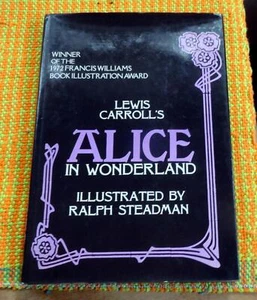 WINNER
OF THE
1972 FRANCIS WILLIAMS
BOOK ILLUSTRATION AWARD
LEWIS
CARROLL'S
ALICE
IN WONDERLAND
ILLUSTRATED BY
RALPH STEADMAN